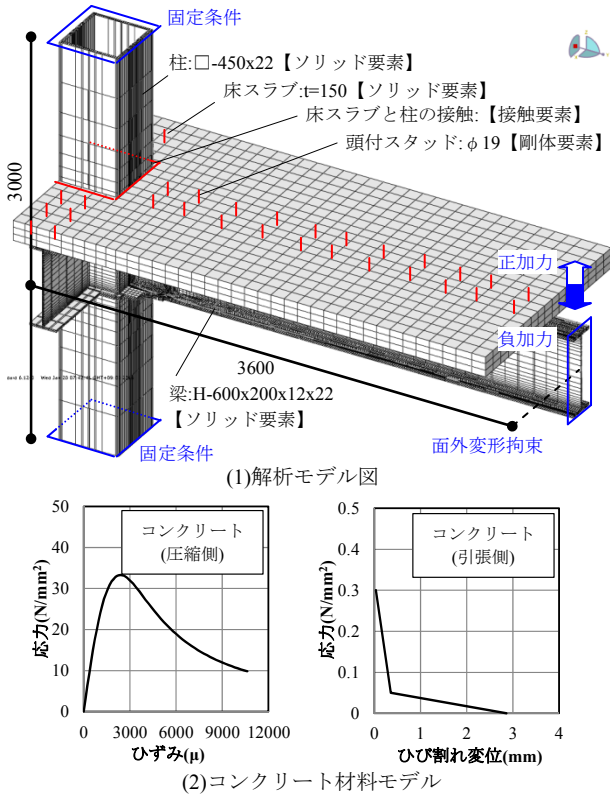 固定条件
柱:□-450x22【ソリッド要素】
床スラブ:t=150【ソリッド要素】
床スラブと柱の接触:【接触要素】
頭付スタッド:φ19【剛体要素】
3000
正加力
負加力
3600
梁:H-600x200x12x22
【ソリッド要素】
固定条件
面外変形拘束
(1)解析モデル図
コンクリート
(圧縮側)
応力(N/mm²)
50
40
30
20
10
0
0 3000 6000 9000 12000
ひずみ(μ)
コンクリート
(引張側)
応力(N/mm²)
0.5
0.4
0.3
0.2
0.1
0
0 1 2 3 4
ひび割れ変位(mm)
(2)コンクリート材料モデル